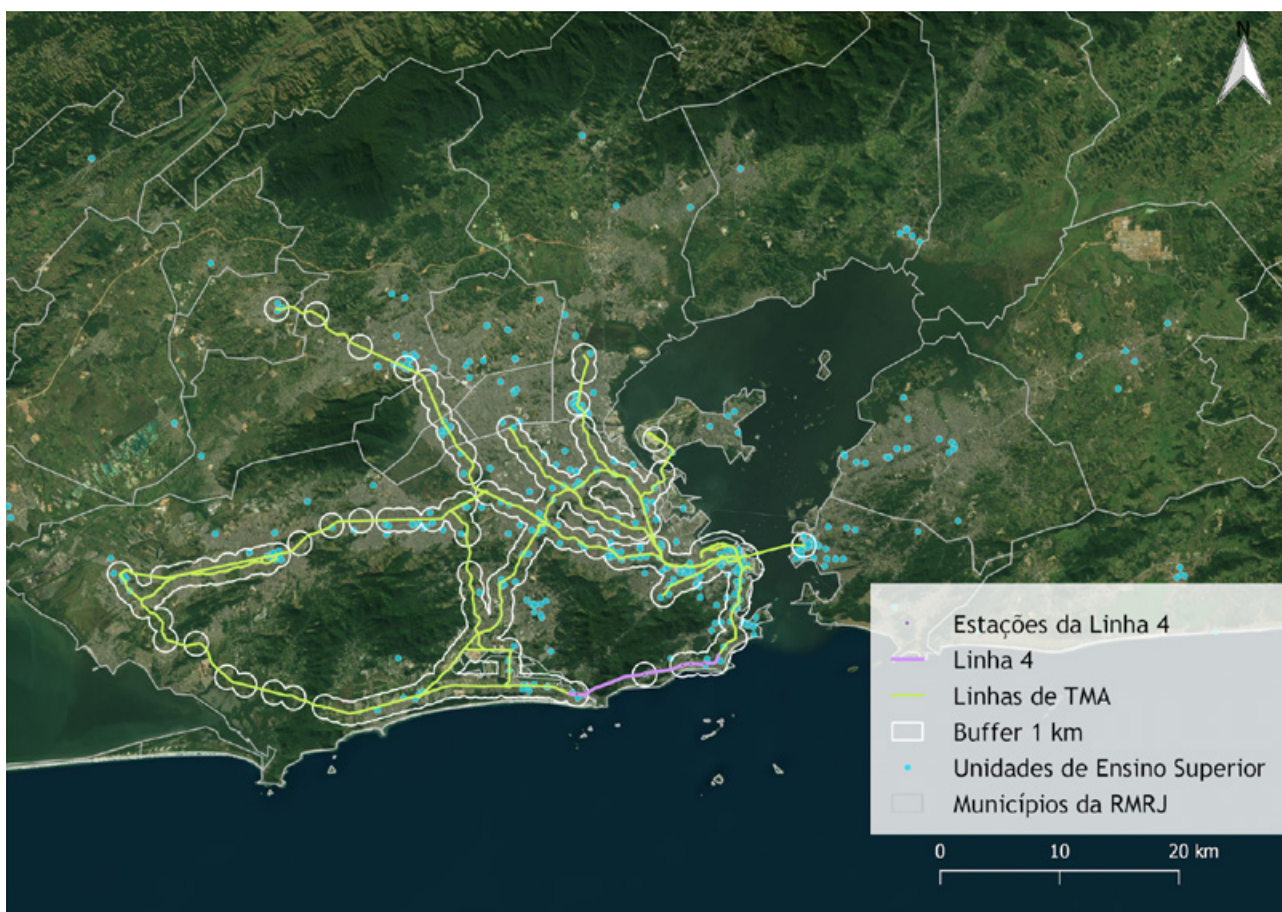 N
Estações da Linha 4
Linha 4
Linhas de TMA
Buffer 1 km
Unidades de Ensino Superior
Municípios da RMRJ
0 10 20 km